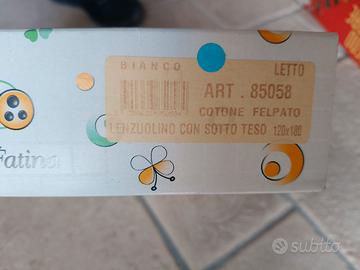 BIANCO LETTO
ART. 85058
COTONE FELPATO
LENZUOLINO CON SOTTO TESO 120x180
Fatina
subito